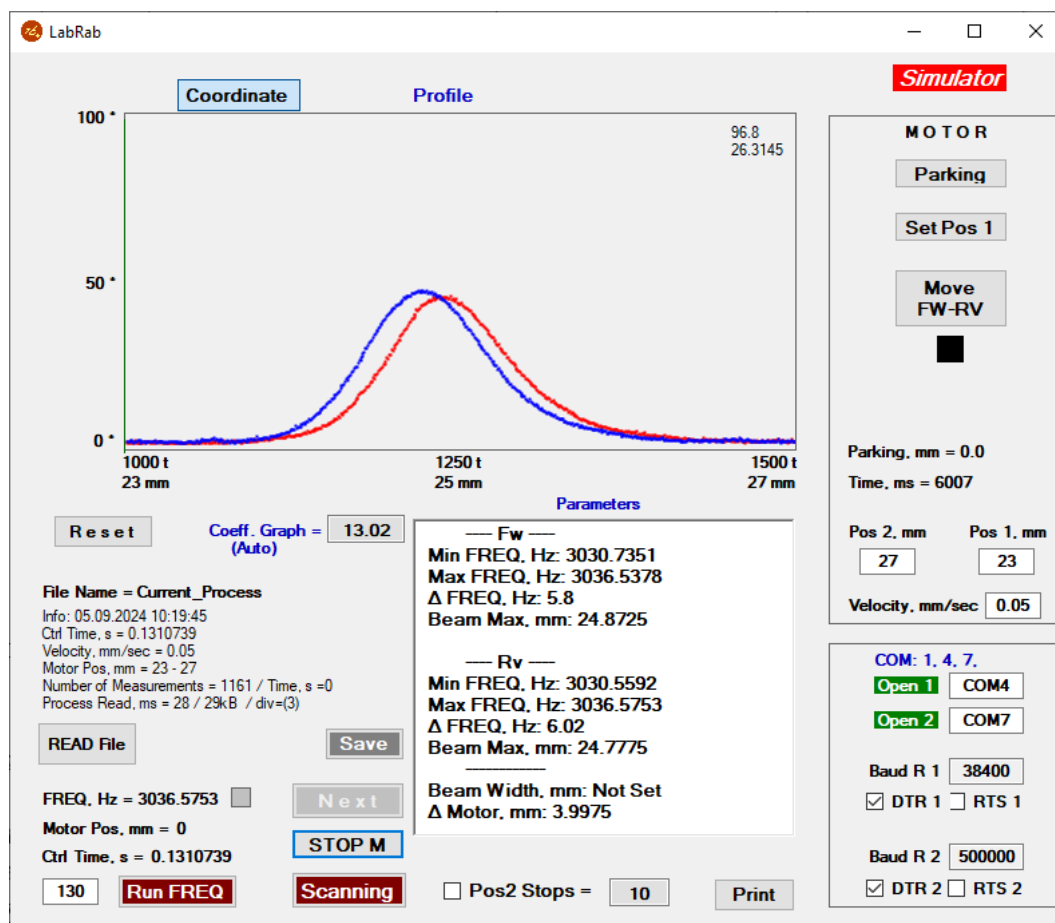 LabRab
Simulator
Coordinate
Profile
100 *
50 *
0 *
96.8
26.3145
1000 t
1250 t
1500 t
23 mm
25 mm
27 mm
MOTOR
Parking
Set Pos 1
Move
FW-RV
Parking, mm = 0.0
Time, ms = 6007
Pos 2, mm
Pos 1, mm
27
23
Velocity, mm/sec
0.05
Reset
Coeff. Graph =
(Auto)
13.02
Parameters
---- Fw ----
Min FREQ, Hz: 3030.7351
Max FREQ, Hz: 3036.5378
Δ FREQ, Hz: 5.8
Beam Max, mm: 24.8725
---- Rv ----
Min FREQ, Hz: 3030.5592
Max FREQ, Hz: 3036.5753
Δ FREQ, Hz: 6.02
Beam Max, mm: 24.7775
------------
Beam Width, mm: Not Set
Δ Motor, mm: 3.9975
File Name = Current_Process
Info: 05.09.2024 10:19:45
Ctrl Time, s = 0.1310739
Velocity, mm/sec = 0.05
Motor Pos, mm = 23 - 27
Number of Measurements = 1161 / Time, s =0
Process Read, ms = 28 / 29kB / div=(3)
READ File
Save
FREQ, Hz = 3036.5753
Next
Motor Pos, mm = 0
STOP M
Ctrl Time, s = 0.1310739
130
Run FREQ
Scanning
Pos2 Stops =
10
Print
COM: 1, 4, 7,
Open 1
COM4
Open 2
COM7
Baud R 1
38400
DTR 1
RTS 1
Baud R 2
500000
DTR 2
RTS 2